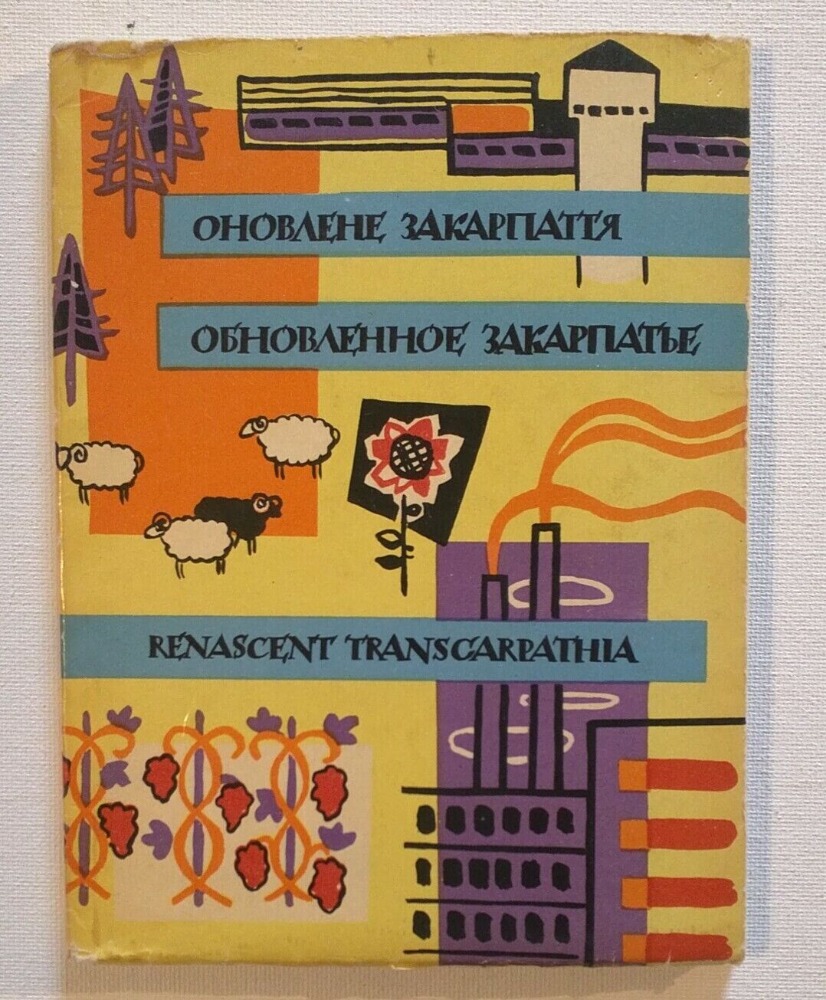 ОНОВЛЕНЕ ЗАКАРПАТТЯ
ОБНОВЛЕННОЕ ЗАКАРПАТЬЕ
RENASCENT TRANSCARPATHIA